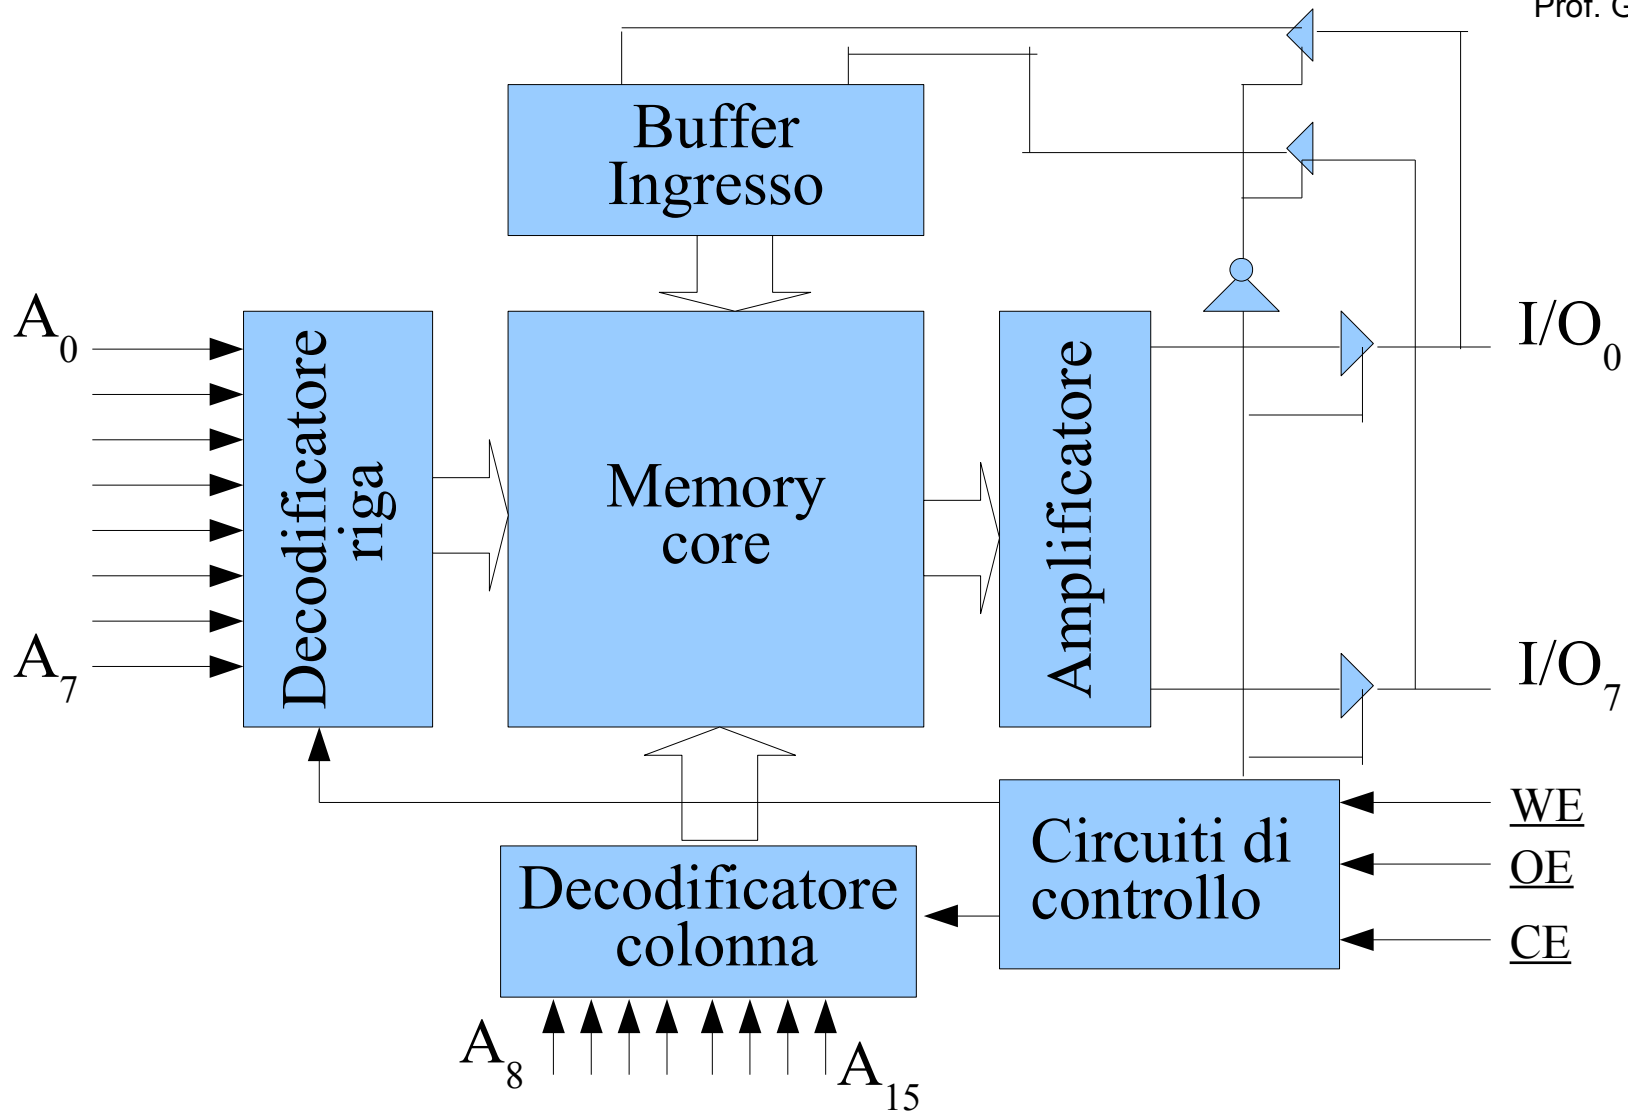 Prof. G
Buffer
Ingresso
A0
A7
Decodificatore
riga
Memory
core
Amplificatore
I/O0
I/O7
WE
OE
CE
Circuiti di
controllo
Decodificatore
colonna
A8
A15